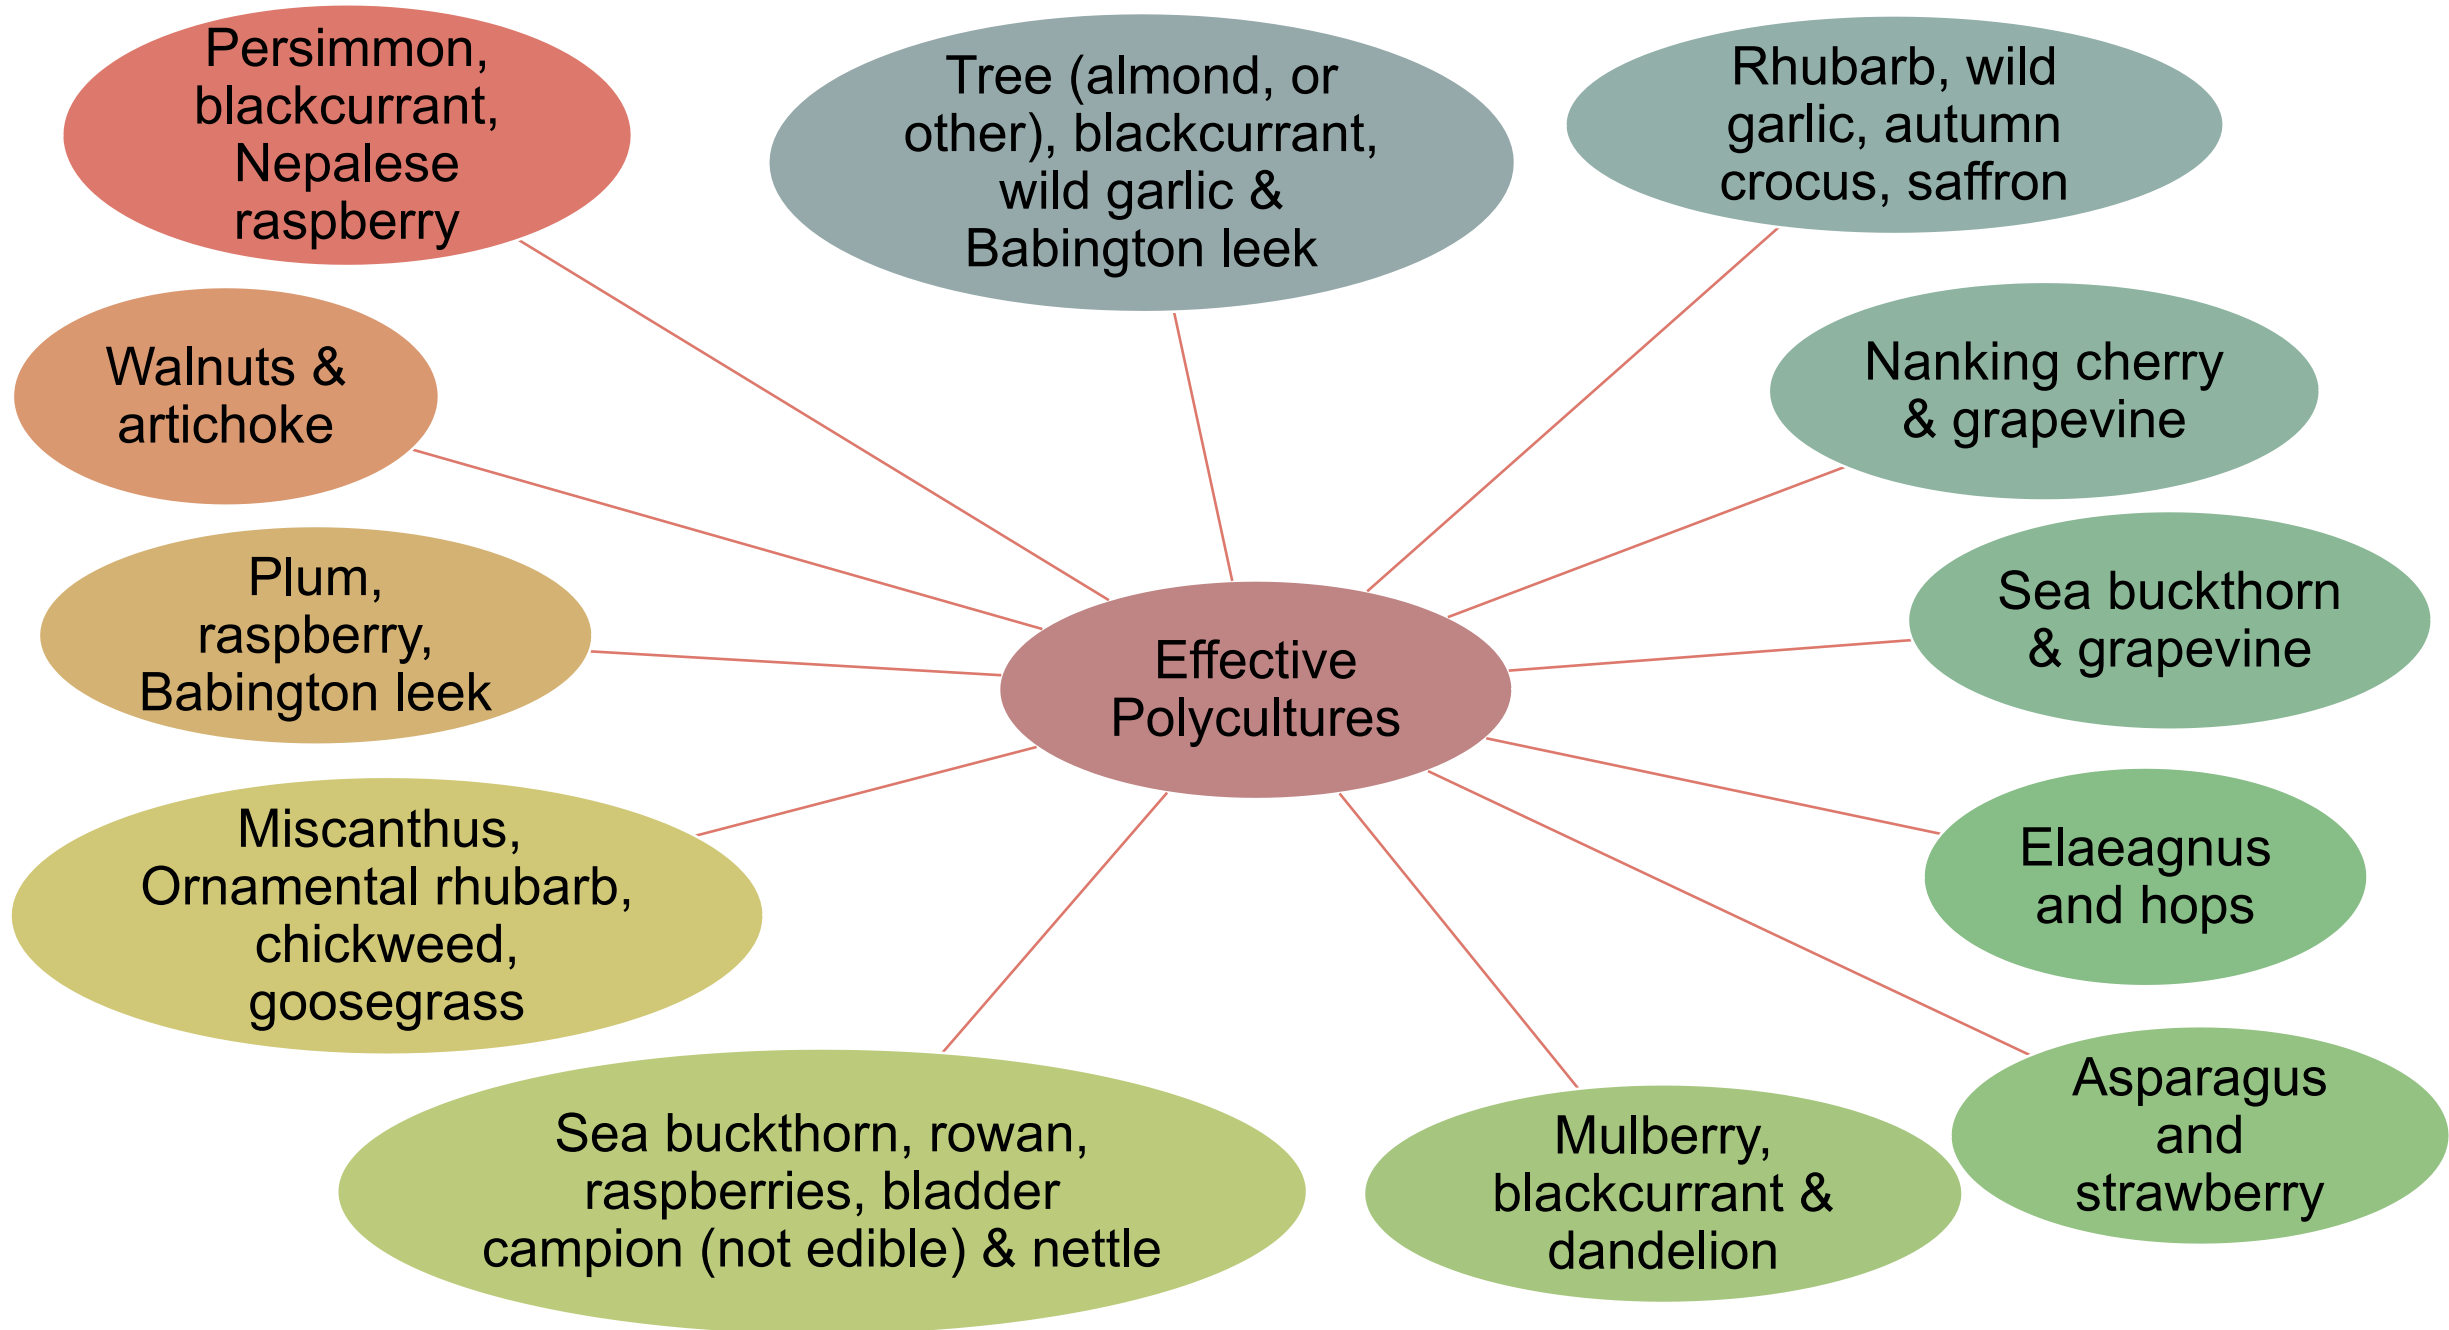 Persimmon,
blackcurrant,
Nepalese
raspberry
Tree (almond, or
other), blackcurrant,
wild garlic &
Babington leek
Rhubarb, wild
garlic, autumn
crocus, saffron
Walnuts &
artichoke
Nanking cherry
& grapevine
Plum,
raspberry,
Babington leek
Effective
Polycultures
Sea buckthorn
& grapevine
Miscanthus,
Ornamental rhubarb,
chickweed,
goosegrass
Elaeagnus
and hops
Sea buckthorn, rowan,
raspberries, bladder
campion (not edible) & nettle
Mulberry,
blackcurrant &
dandelion
Asparagus
and
strawberry